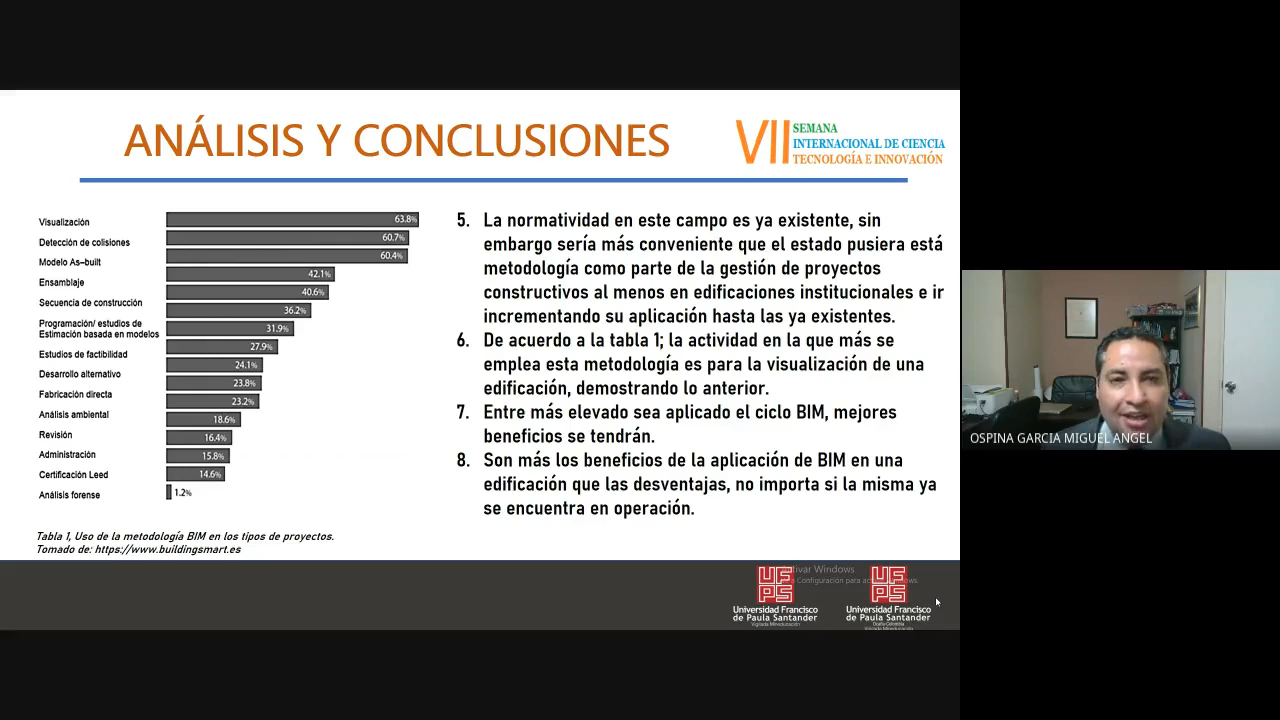 ANÁLISIS Y CONCLUSIONES
VII
SEMANA
INTERNACIONAL DE CIENCIA
TECNOLOGÍA E INNOVACIÓN
Visualización
Detección de colisiones
Modelo As–built
Ensamblaje
Secuencia de construcción
Programación/ estudios de
Estimación basada en modelos
Estudios de factibilidad
Desarrollo alternativo
Fabricación directa
Análisis ambiental
Revisión
Administración
Certificación Leed
Análisis forense
63.8%
60.7%
60.4%
42.1%
40.6%
36.2%
31.9%
27.9%
24.1%
23.8%
23.2%
18.6%
16.4%
15.8%
14.6%
1.2%
Tabla 1, Uso de la metodología BIM en los tipos de proyectos.
Tomado de: https://www.buildingsmart.es
5. La normatividad en este campo es ya existente, sin
embargo sería más conveniente que el estado pusiera está
metodología como parte de la gestión de proyectos
constructivos al menos en edificaciones institucionales e ir
incrementando su aplicación hasta las ya existentes.
6. De acuerdo a la tabla 1; la actividad en la que más se
emplea esta metodología es para la visualización de una
edificación, demostrando lo anterior.
7. Entre más elevado sea aplicado el ciclo BIM, mejores
beneficios se tendrán.
8. Son más los beneficios de la aplicación de BIM en una
edificación que las desventajas, no importa si la misma ya
se encuentra en operación.
OSPINA GARCIA MIGUEL ANGEL
Windows
Configuración para
UFPS
Universidad Francisco
de Paula Santander
Vigilada Mineducación
UFPS
Universidad Francisco
de Paula Santander
Ocaña Colombia
Vigilada Mineducación